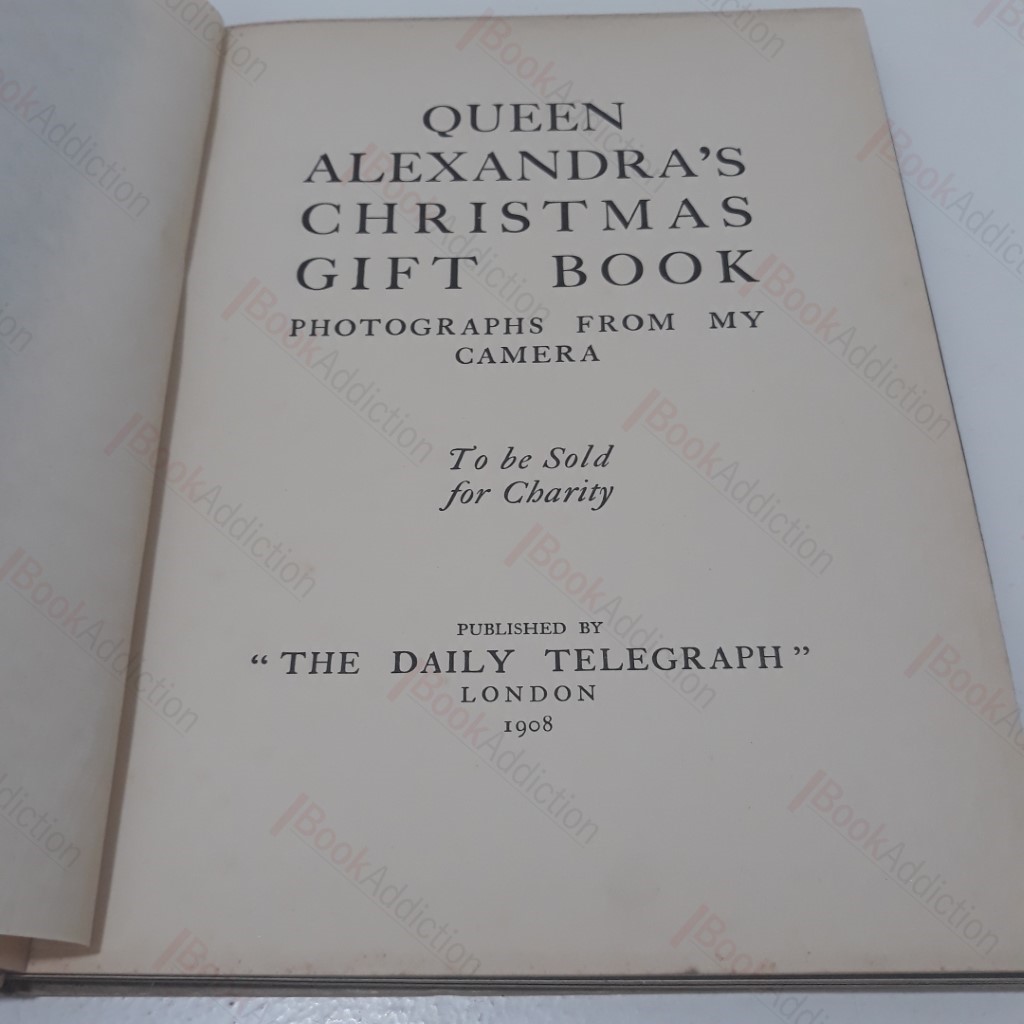 QUEEN
ALEXANDRA'S
CHRISTMAS
GIFT BOOK
PHOTOGRAPHS FROM MY
CAMERA
To be Sold
for Charity
PUBLISHED BY
“THE DAILY TELEGRAPH”
LONDON
1908
BookAddiction